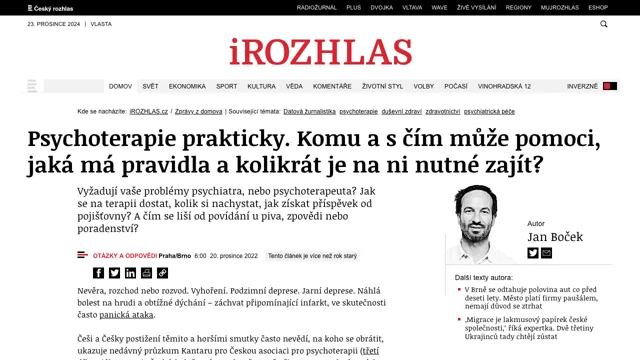 Český rozhlas
RADIOŽURNÁL PLUS DVOJKA VLTAVA WAVE ŽIVÉ VYSÍLÁNÍ REGIONY MUJROZHLAS ESHOP
23. PROSINCE 2024 | VLASTA
iROZHLAS
DOMOV SVĚT EKONOMIKA SPORT KULTURA VĚDA KOMENTÁŘE ŽIVOTNÍ STYL VOLBY POČASÍ VINOHRADSKÁ 12 INVERZNĚ
Kde se nacházíte: iROZHLAS.cz / Zprávy z domova | Související témata: Datová žurnalistika psychoterapie duševní zdraví zdravotnictví psychiatrická péče
Psychoterapie prakticky. Komu a s čím může pomoci,
jaká má pravidla a kolikrát je na ni nutné zajít?
Vyžadují vaše problémy psychiatra, nebo psychoterapeuta? Jak
se na terapii dostat, kolik si nachystat, jak získat příspěvek od
pojišťovny? A čím se liší od povídání u piva, zpovědi nebo
poradenství?
OTÁZKY A ODPOVĚDI Praha/Brno 6:00 20. prosince 2022 Tento článek je více než rok starý
Nevěra, rozchod nebo rozvod. Vyhoření. Podzimní deprese. Jarní deprese. Náhlá
bolest na hrudi a obtížné dýchání – záchvat připomínající infarkt, ve skutečnosti
často panická ataka.
Češi a Češky postižení těmito a horšími smutky často nevědí, na koho se obrátit,
ukazuje nedávný průzkum Kantaru pro Českou asociaci pro psychoterapii (třetí
Autor
Jan Boček
Další texty autora:
V Brně se odtahuje polovina aut co před
deseti lety. Město platí firmy paušálem,
nemají důvod se ztrhat
‚Migrace je lakmusový papírek české
společnosti,‘ říká expertka. Dvě třetiny
Ukrajinců tady chtějí zůstat